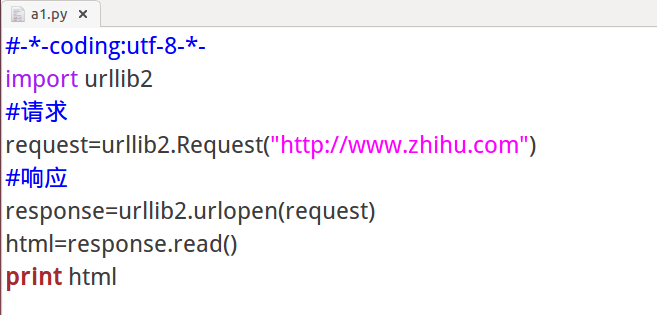 a1.py ×
#-*-coding:utf-8-*-
import urllib2
#请求
request=urllib2.Request("http://www.zhihu.com")
#响应
response=urllib2.urlopen(request)
html=response.read()
print html